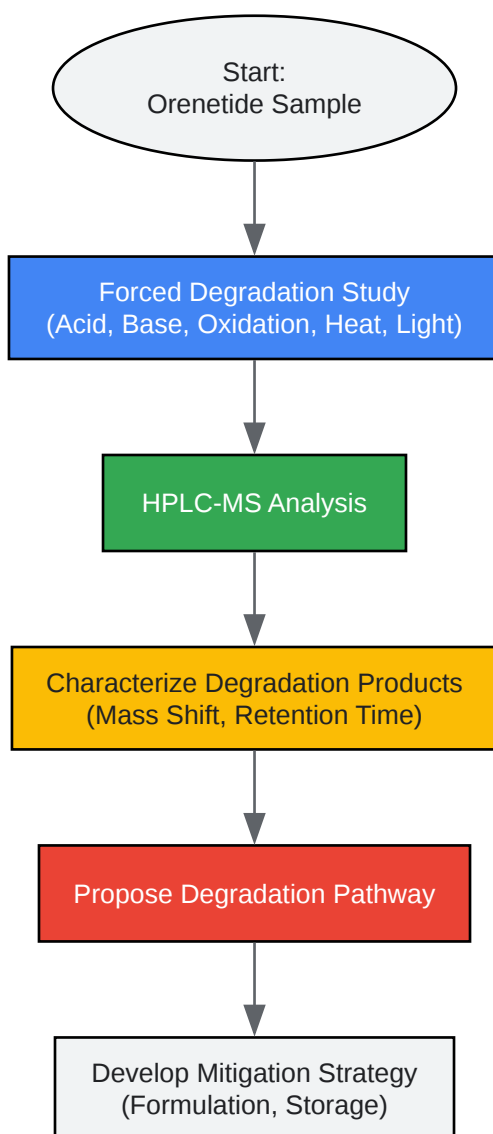 Start:
Orenetide Sample
Forced Degradation Study
(Acid, Base, Oxidation, Heat, Light)
HPLC-MS Analysis
Characterize Degradation Products
(Mass Shift, Retention Time)
Propose Degradation Pathway
Develop Mitigation Strategy
(Formulation, Storage)